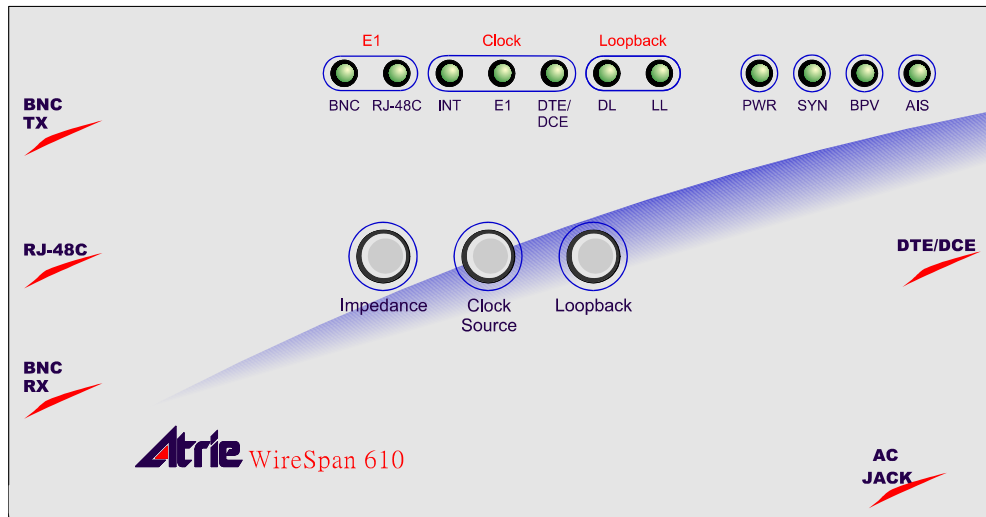 E1 Clock Loopback
BNC RJ-48C INT E1 DTE/ DL LL PWR SYN BPV AIS
DCE
BNC
TX
RJ-48C
DTE/DCE
Impedance Clock Loopback
Source
BNC
RX
Atrie WireSpan 610
AC
JACK